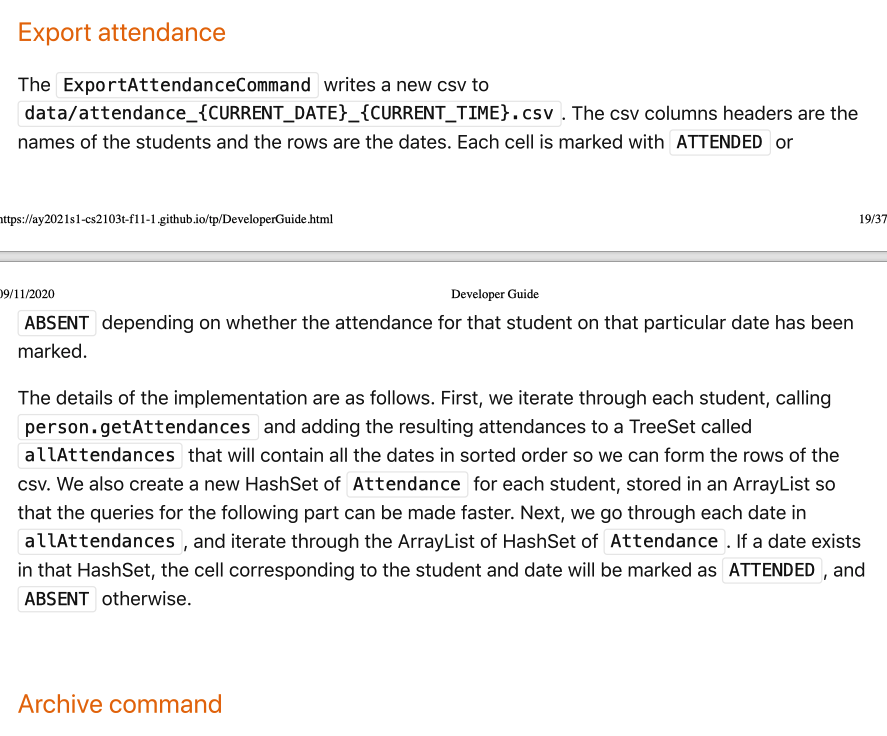 Export attendance
The ExportAttendanceCommand writes a new csv to
data/attendance_{CURRENT_DATE}_{CURRENT_TIME}.csv . The csv columns headers are the
names of the students and the rows are the dates. Each cell is marked with ATTENDED or
https://ay2021s1-cs2103t-f11-1.github.io/tp/DeveloperGuide.html 19/37
09/11/2020 Developer Guide
ABSENT depending on whether the attendance for that student on that particular date has been
marked.
The details of the implementation are as follows. First, we iterate through each student, calling
person.getAttendances and adding the resulting attendances to a TreeSet called
allAttendances that will contain all the dates in sorted order so we can form the rows of the
csv. We also create a new HashSet of Attendance for each student, stored in an ArrayList so
that the queries for the following part can be made faster. Next, we go through each date in
allAttendances , and iterate through the ArrayList of HashSet of Attendance . If a date exists
in that HashSet, the cell corresponding to the student and date will be marked as ATTENDED , and
ABSENT otherwise.
Archive command